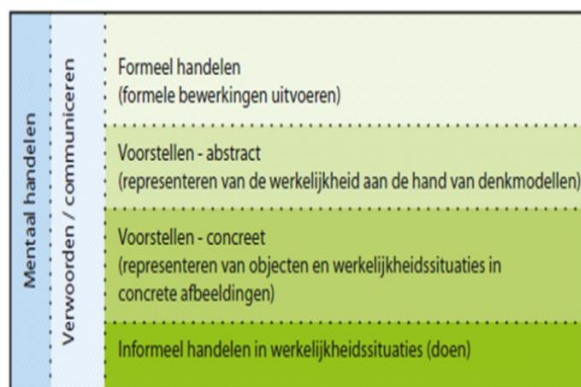 Mentaal handelen
Verwoorden / communiceren
Formeel handelen
(formele bewerkingen uitvoeren)
Voorstellen - abstract
(representeren van de werkelijkheid aan de hand van denkmodellen)
Voorstellen - concreet
(representeren van objecten en werkelijkheidssituaties in
concrete afbeeldingen)
Informeel handelen in werkelijkheidssituaties (doen)